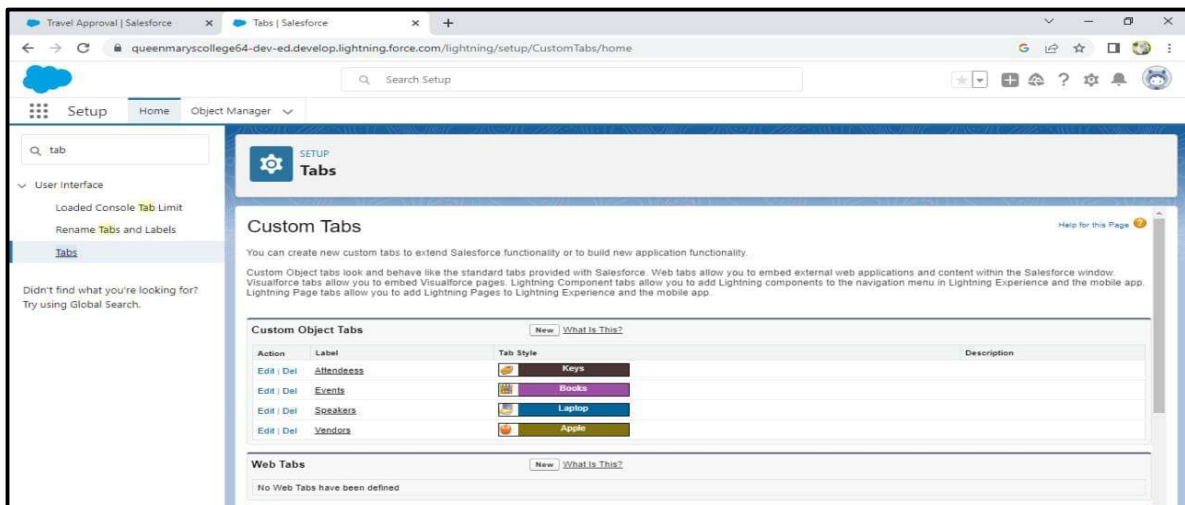 Travel Approval | Salesforce
Tabs | Salesforce
queenmaryscollege64-dev-ed.develop.lightning.force.com/lightning/setup/CustomTabs/home
Search Setup
Setup Home Object Manager
tab
User Interface
Loaded Console Tab Limit
Rename Tabs and Labels
Tabs
Didn't find what you're looking for?
Try using Global Search.
SETUP
Tabs
Custom Tabs
Help for this Page
You can create new custom tabs to extend Salesforce functionality or to build new application functionality.
Custom Object tabs look and behave like the standard tabs provided with Salesforce. Web tabs allow you to embed external web applications and content within the Salesforce window.
Visualforce tabs allow you to embed Visualforce pages. Lightning Component tabs allow you to add Lightning components to the navigation menu in Lightning Experience and the mobile app.
Lightning Page tabs allow you to add Lightning Pages to Lightning Experience and the mobile app.
Custom Object Tabs New What Is This?
Action Label Tab Style Description
Edit | Del Attendeess Keys
Edit | Del Events Books
Edit | Del Speakers Laptop
Edit | Del Vendors Apple
Web Tabs New What Is This?
No Web Tabs have been defined